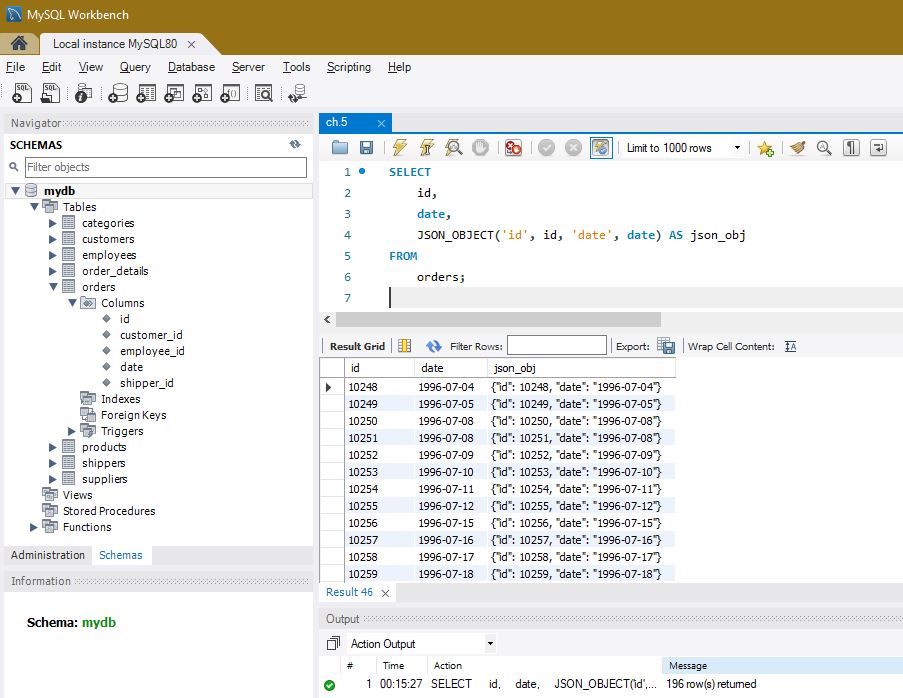 MySQL Workbench
Local instance MySQL80
File Edit View Query Database Server Tools Scripting Help
Navigator
SCHEMAS
Filter objects
mydb
Tables
categories
customers
employees
order_details
orders
Columns
id
customer_id
employee_id
date
shipper_id
Indexes
Foreign Keys
Triggers
products
shippers
suppliers
Views
Stored Procedures
Functions
Administration Schemas
Information
Schema: mydb
ch.5
Limit to 1000 rows
1 SELECT
2 id,
3 date,
4 JSON_OBJECT('id', id, 'date', date) AS json_obj
5 FROM
6 orders;
7
Result Grid Filter Rows: Export: Wrap Cell Content:
id date json_obj
10248 1996-07-04 {"id": 10248, "date": "1996-07-04"}
10249 1996-07-05 {"id": 10249, "date": "1996-07-05"}
10250 1996-07-08 {"id": 10250, "date": "1996-07-08"}
10251 1996-07-08 {"id": 10251, "date": "1996-07-08"}
10252 1996-07-09 {"id": 10252, "date": "1996-07-09"}
10253 1996-07-10 {"id": 10253, "date": "1996-07-10"}
10254 1996-07-11 {"id": 10254, "date": "1996-07-11"}
10255 1996-07-12 {"id": 10255, "date": "1996-07-12"}
10256 1996-07-15 {"id": 10256, "date": "1996-07-15"}
10257 1996-07-16 {"id": 10257, "date": "1996-07-16"}
10258 1996-07-17 {"id": 10258, "date": "1996-07-17"}
10259 1996-07-18 {"id": 10259, "date": "1996-07-18"}
Result 46
Output
Action Output
# Time Action Message
1 00:15:27 SELECT id, date, JSON_OBJECT('id',... 196 row(s) returned